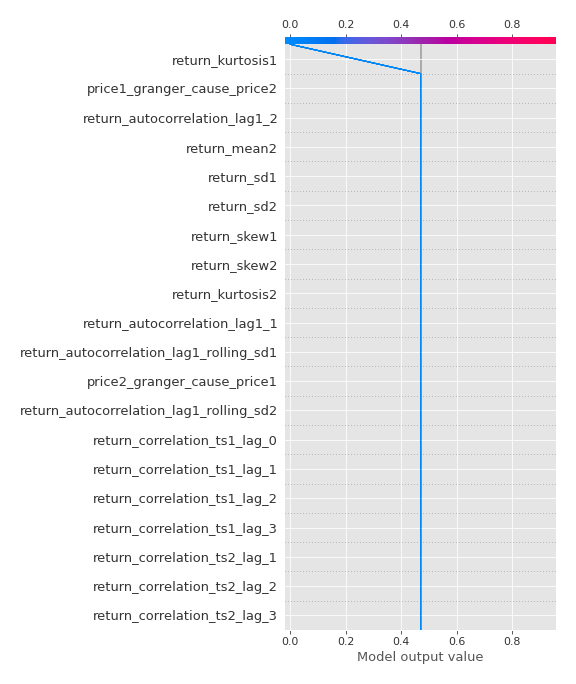 0.0 0.2 0.4 0.6 0.8
return_kurtosis1
price1_granger_cause_price2
return_autocorrelation_lag1_2
return_mean2
return_sd1
return_sd2
return_skew1
return_skew2
return_kurtosis2
return_autocorrelation_lag1_1
return_autocorrelation_lag1_rolling_sd1
price2_granger_cause_price1
return_autocorrelation_lag1_rolling_sd2
return_correlation_ts1_lag_0
return_correlation_ts1_lag_1
return_correlation_ts1_lag_2
return_correlation_ts1_lag_3
return_correlation_ts2_lag_1
return_correlation_ts2_lag_2
return_correlation_ts2_lag_3
0.0 0.2 0.4 0.6 0.8
Model output value